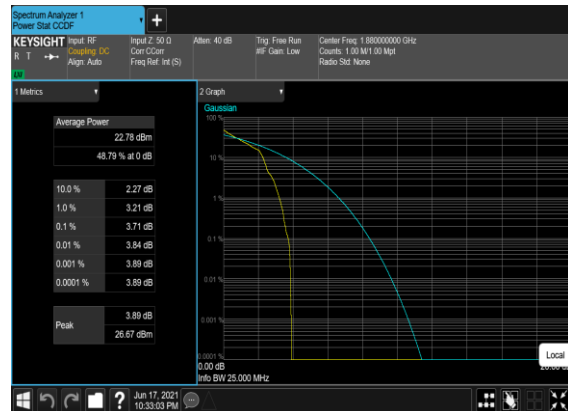 Spectrum Analyzer 1
Power Stat CCDF
KEYSIGHT
R T
LXI
Input: RF
Coupling: DC
Align: Auto
Input Z: 50 Ω
Corr CCorr
Freq Ref: Int (S)
Atten: 40 dB
Trig: Free Run
#IF Gain: Low
Center Freq: 1.880000000 GHz
Counts: 1.00 M/1.00 Mpt
Radio Std: None
1 Metrics
Average Power
22.78 dBm
48.79 % at 0 dB
10.0 % 2.27 dB
1.0 % 3.21 dB
0.1 % 3.71 dB
0.01 % 3.84 dB
0.001 % 3.89 dB
0.0001 % 3.89 dB
Peak
3.89 dB
26.67 dBm
2 Graph
Gaussian
100 %
10 %
1 %
0.1 %
0.01 %
0.001 %
0.0001 %
0.00 dB
Info BW 25.000 MHz
Local
?
Jun 17, 2021
10:33:03 PM